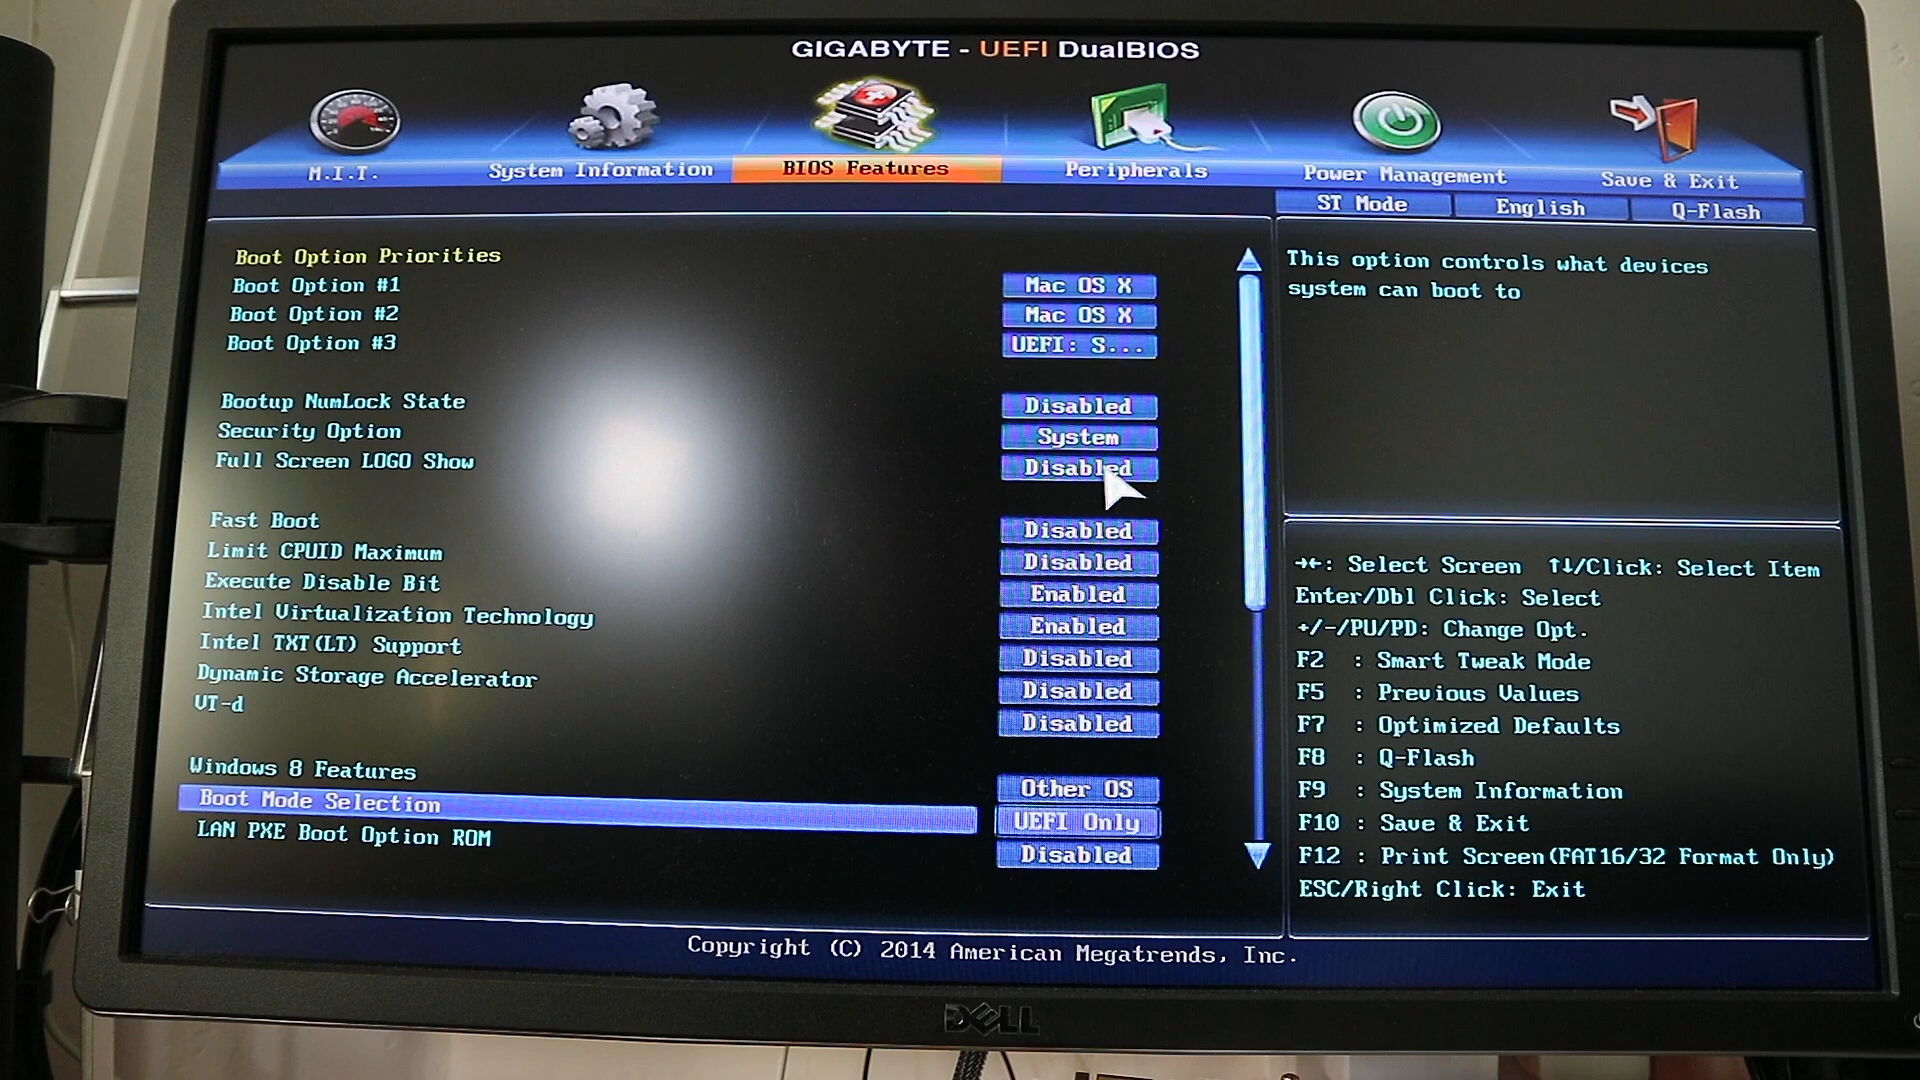 GIGABYTE - UEFI DualBIOS
M.I.T.
System Information
BIOS Features
Peripherals
Power Management
Save & Exit
ST Mode
English
Q-Flash
Boot Option Priorities
Boot Option #1 Mac OS X
Boot Option #2 Mac OS X
Boot Option #3 UEFI: S...
Bootup NumLock State Disabled
Security Option System
Full Screen LOGO Show Disabled
Fast Boot Disabled
Limit CPUID Maximum Disabled
Execute Disable Bit Enabled
Intel Virtualization Technology Enabled
Intel TXT(LT) Support Disabled
Dynamic Storage Accelerator Disabled
VT-d Disabled
Windows 8 Features Other OS
Boot Mode Selection UEFI Only
LAN PXE Boot Option ROM Disabled
This option controls what devices
system can boot to
→←: Select Screen ↑↓/Click: Select Item
Enter/Dbl Click: Select
+/-/PU/PD: Change Opt.
F2 : Smart Tweak Mode
F5 : Previous Values
F7 : Optimized Defaults
F8 : Q-Flash
F9 : System Information
F10 : Save & Exit
F12 : Print Screen(FAT16/32 Format Only)
ESC/Right Click: Exit
Copyright (C) 2014 American Megatrends, Inc.
DELL